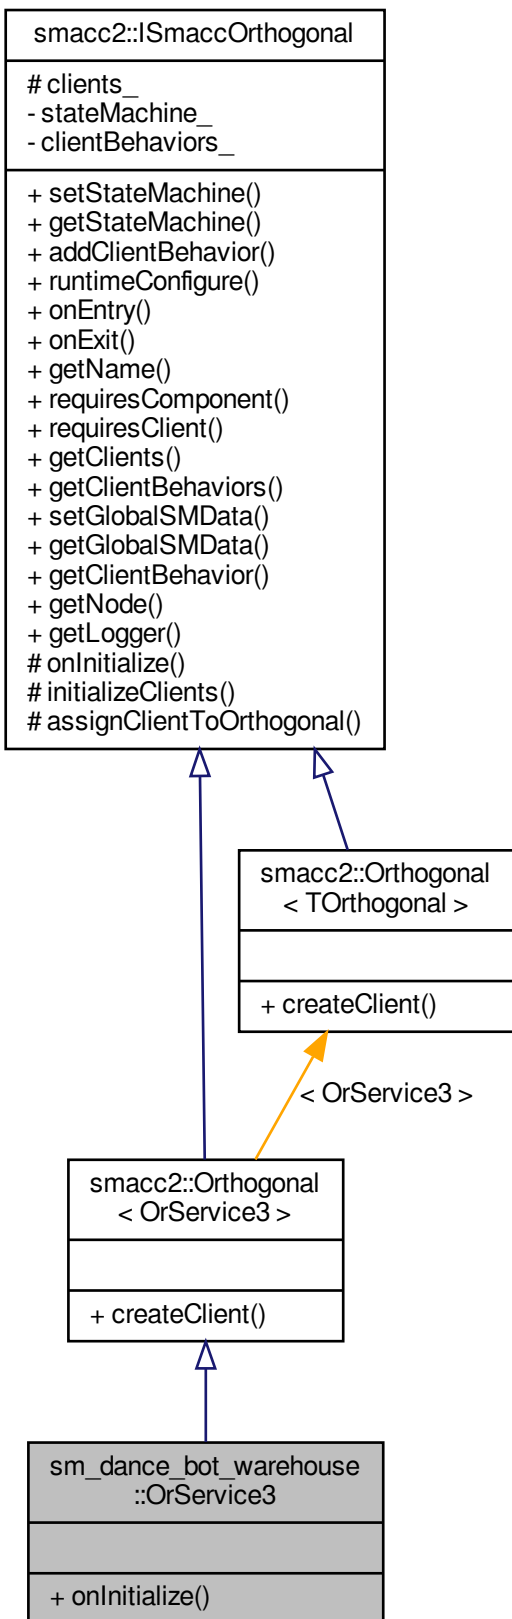 smacc2::ISmaccOrthogonal
# clients_
- stateMachine_
- clientBehaviors_
+ setStateMachine()
+ getStateMachine()
+ addClientBehavior()
+ runtimeConfigure()
+ onEntry()
+ onExit()
+ getName()
+ requiresComponent()
+ requiresClient()
+ getClients()
+ getClientBehaviors()
+ setGlobalSMData()
+ getGlobalSMData()
+ getClientBehavior()
+ getNode()
+ getLogger()
# onInitialize()
# initializeClients()
# assignClientToOrthogonal()
smacc2::Orthogonal
< TOrthogonal >
+ createClient()
< OrService3 >
smacc2::Orthogonal
< OrService3 >
+ createClient()
sm_dance_bot_warehouse
::OrService3
+ onInitialize()